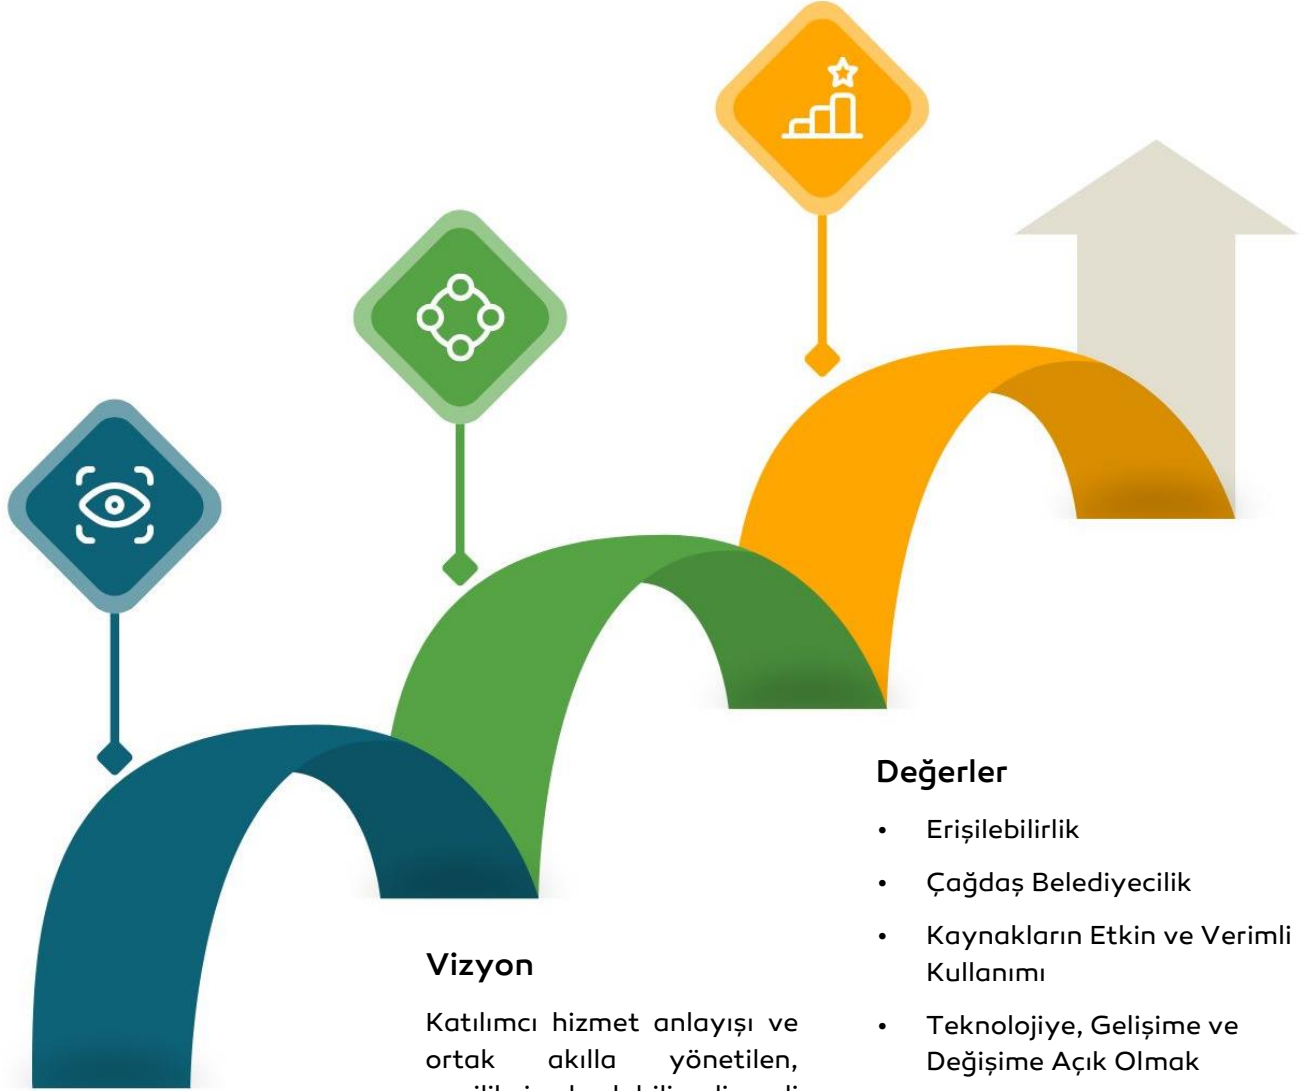 Değerler
• Erişilebilirlik
• Çağdaş Belediyecilik
• Kaynakların Etkin ve Verimli
Kullanımı
• Teknolojiye, Gelişime ve
Değişime Açık Olmak
Vizyon
Katılımcı hizmet anlayışı ve
ortak akılla yönetilen,